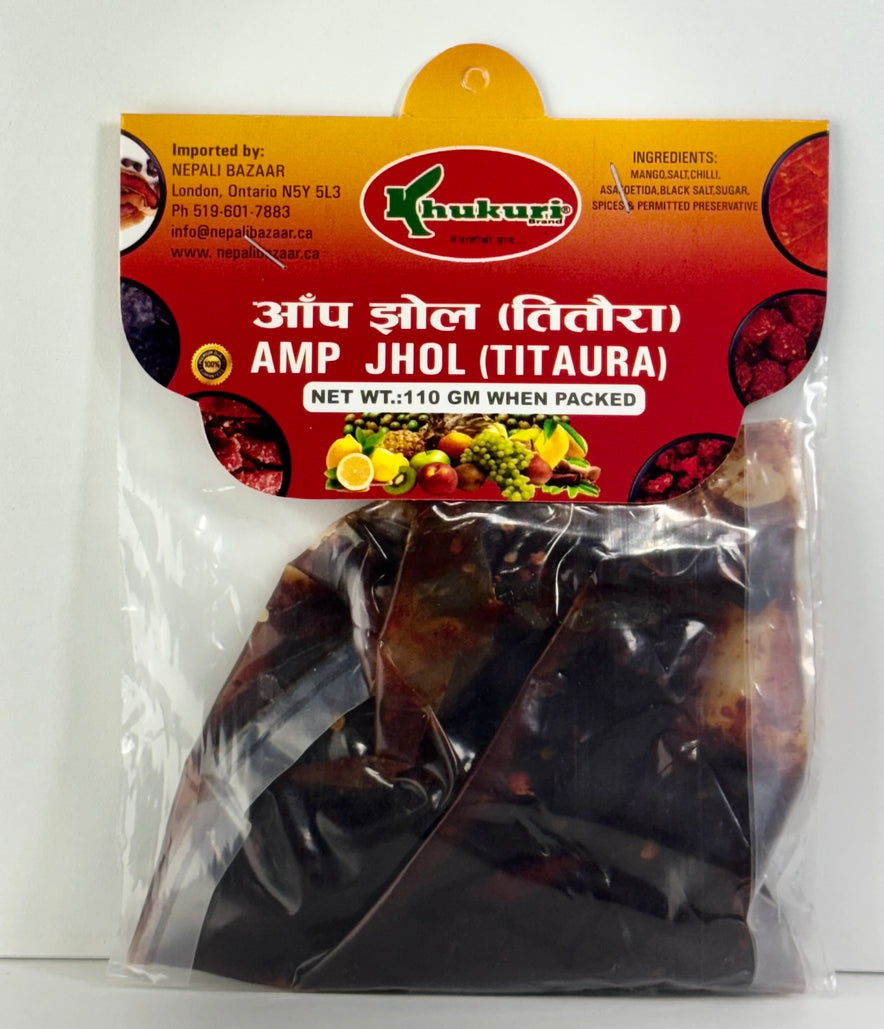 Imported by:
NEPALI BAZAAR
London, Ontario N5Y 5L3
Ph 519-601-7883
info@nepalibazaar.ca
www. nepalibazaar.ca
Khukuri®
Brand
INGREDIENTS:
MANGO,SALT,CHILLI,
ASAFOETIDA,BLACK SALT,SUGAR.
SPICES & PERMITTED PRESERVATIVE
आँप झोल (तितौरा)
AMP JHOL (TITAURA)
100%
NET WT.:110 GM WHEN PACKED